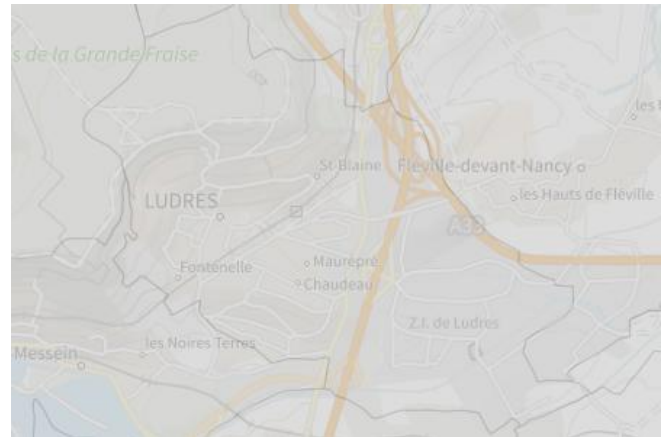 s de la Grande Fraise
St Blaine
Fléville-devant-Nancy
LUDRES
les Hauts de Fléville
A33
Maurepré
Fontenelle
Chaudeau
Z.I. de Ludres
les Noires Terres
Messein